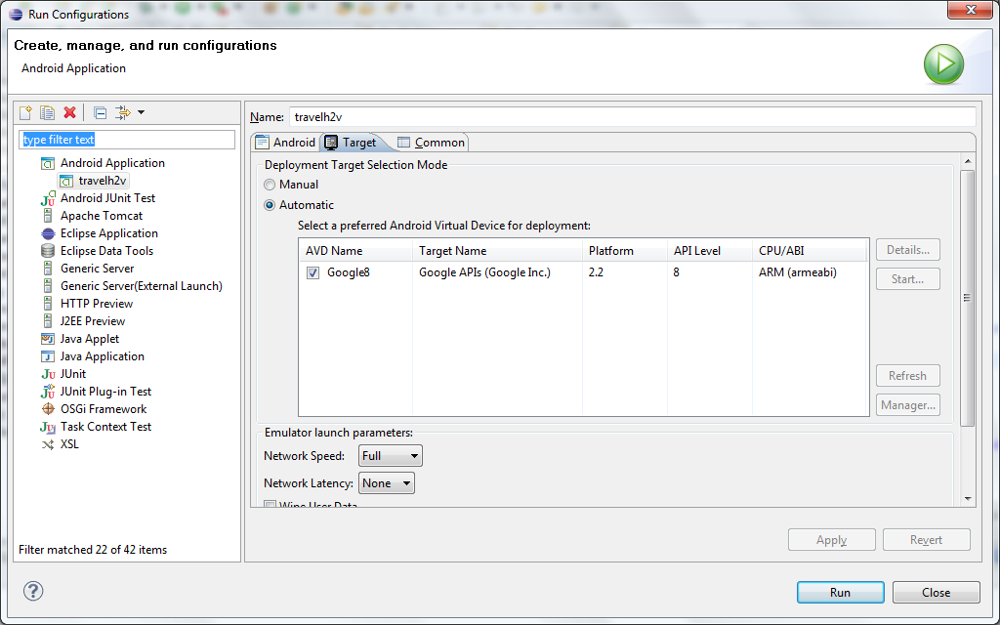 Run Configurations
Create, manage, and run configurations
Android Application
type filter text
Android Application
travelh2v
Android JUnit Test
Apache Tomcat
Eclipse Application
Eclipse Data Tools
Generic Server
Generic Server(External Launch)
HTTP Preview
J2EE Preview
Java Applet
Java Application
JUnit
JUnit Plug-in Test
OSGi Framework
Task Context Test
XSL
Filter matched 22 of 42 items
Name: travelh2v
Android Target Common
Deployment Target Selection Mode
Manual
Automatic
Select a preferred Android Virtual Device for deployment:
AVD Name Target Name Platform API Level CPU/ABI
Google8 Google APIs (Google Inc.) 2.2 8 ARM (armeabi)
Details...
Start...
Refresh
Manager...
Emulator launch parameters:
Network Speed: Full
Network Latency: None
Wipe User Data
Apply Revert
Run Close